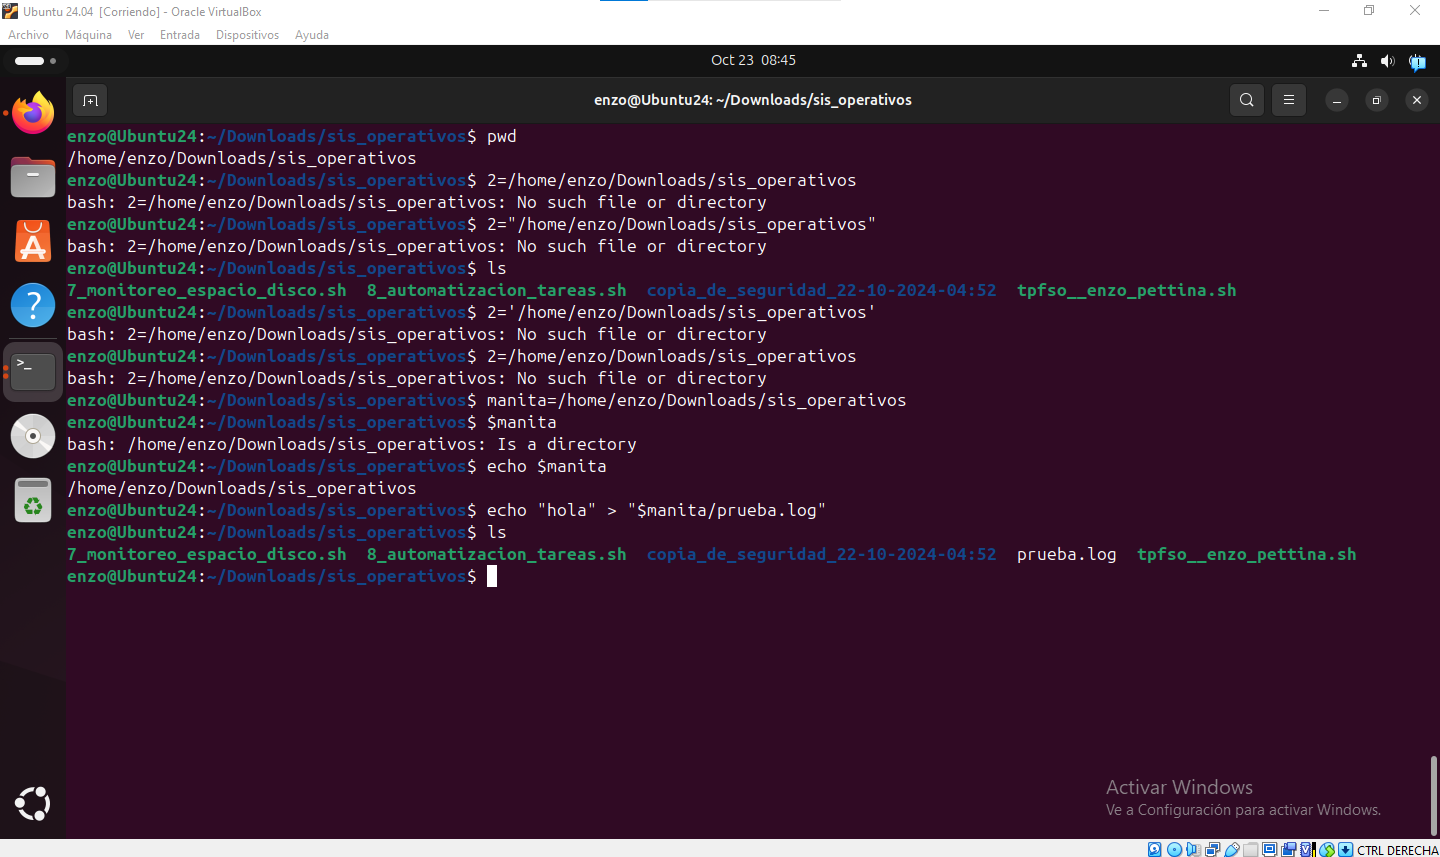 Ubuntu 24.04 [Corriendo] - Oracle VirtualBox
Archivo Máquina Ver Entrada Dispositivos Ayuda
Oct 23 08:45
enzo@Ubuntu24: ~/Downloads/sis_operativos
enzo@Ubuntu24:~/Downloads/sis_operativos$ pwd
/home/enzo/Downloads/sis_operativos
enzo@Ubuntu24:~/Downloads/sis_operativos$ 2=/home/enzo/Downloads/sis_operativos
bash: 2=/home/enzo/Downloads/sis_operativos: No such file or directory
enzo@Ubuntu24:~/Downloads/sis_operativos$ 2="/home/enzo/Downloads/sis_operativos"
bash: 2=/home/enzo/Downloads/sis_operativos: No such file or directory
enzo@Ubuntu24:~/Downloads/sis_operativos$ ls
7_monitoreo_espacio_disco.sh 8_automatizacion_tareas.sh copia_de_seguridad_22-10-2024-04:52 tpfso__enzo_pettina.sh
enzo@Ubuntu24:~/Downloads/sis_operativos$ 2='/home/enzo/Downloads/sis_operativos'
bash: 2=/home/enzo/Downloads/sis_operativos: No such file or directory
enzo@Ubuntu24:~/Downloads/sis_operativos$ 2=/home/enzo/Downloads/sis_operativos
bash: 2=/home/enzo/Downloads/sis_operativos: No such file or directory
enzo@Ubuntu24:~/Downloads/sis_operativos$ manita=/home/enzo/Downloads/sis_operativos
enzo@Ubuntu24:~/Downloads/sis_operativos$ $manita
bash: /home/enzo/Downloads/sis_operativos: Is a directory
enzo@Ubuntu24:~/Downloads/sis_operativos$ echo $manita
/home/enzo/Downloads/sis_operativos
enzo@Ubuntu24:~/Downloads/sis_operativos$ echo "hola" > "$manita/prueba.log"
enzo@Ubuntu24:~/Downloads/sis_operativos$ ls
7_monitoreo_espacio_disco.sh 8_automatizacion_tareas.sh copia_de_seguridad_22-10-2024-04:52 prueba.log tpfso__enzo_pettina.sh
enzo@Ubuntu24:~/Downloads/sis_operativos$
Activar Windows
Ve a Configuración para activar Windows.
CTRL DERECHA